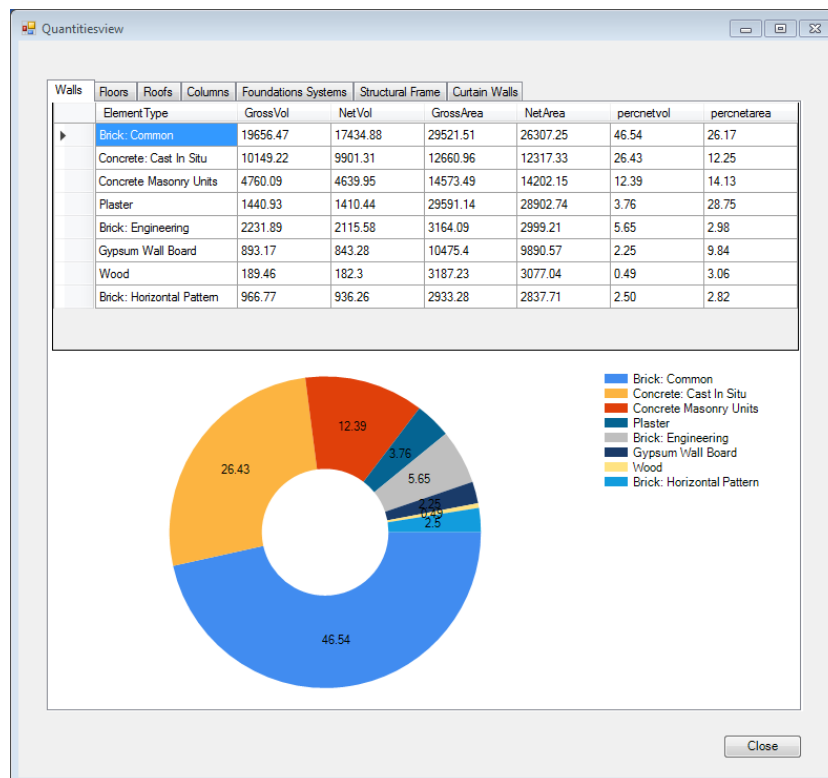 Quantitiesview
Walls Floors Roofs Columns Foundations Systems Structural Frame Curtain Walls
ElementType GrossVol NetVol GrossArea NetArea percnetvol percnetarea
Brick: Common 19656.47 17434.88 29521.51 26307.25 46.54 26.17
Concrete: Cast In Situ 10149.22 9901.31 12660.96 12317.33 26.43 12.25
Concrete Masonry Units 4760.09 4639.95 14573.49 14202.15 12.39 14.13
Plaster 1440.93 1410.44 29591.14 28902.74 3.76 28.75
Brick: Engineering 2231.89 2115.58 3164.09 2999.21 5.65 2.98
Gypsum Wall Board 893.17 843.28 10475.4 9890.57 2.25 9.84
Wood 189.46 182.3 3187.23 3077.04 0.49 3.06
Brick: Horizontal Pattern 966.77 936.26 2933.28 2837.71 2.50 2.82
Brick: Common
Concrete: Cast In Situ
Concrete Masonry Units
Plaster
Brick: Engineering
Gypsum Wall Board
Wood
Brick: Horizontal Pattern
12.39
3.76
26.43
5.65
2.25
0.49
2.5
46.54
Close